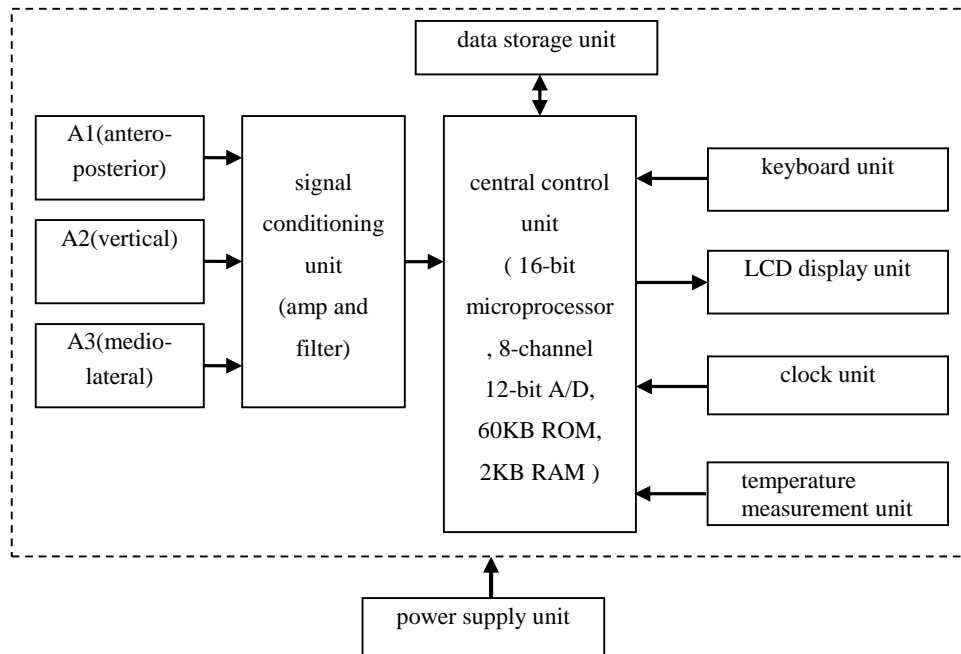 data storage unit
A1(antero-
posterior)
A2(vertical)
A3(medio-
lateral)
signal
conditioning
unit
(amp and
filter)
central control
unit
( 16-bit
microprocessor
, 8-channel
12-bit A/D,
60KB ROM,
2KB RAM )
keyboard unit
LCD display unit
clock unit
temperature
measurement unit
power supply unit